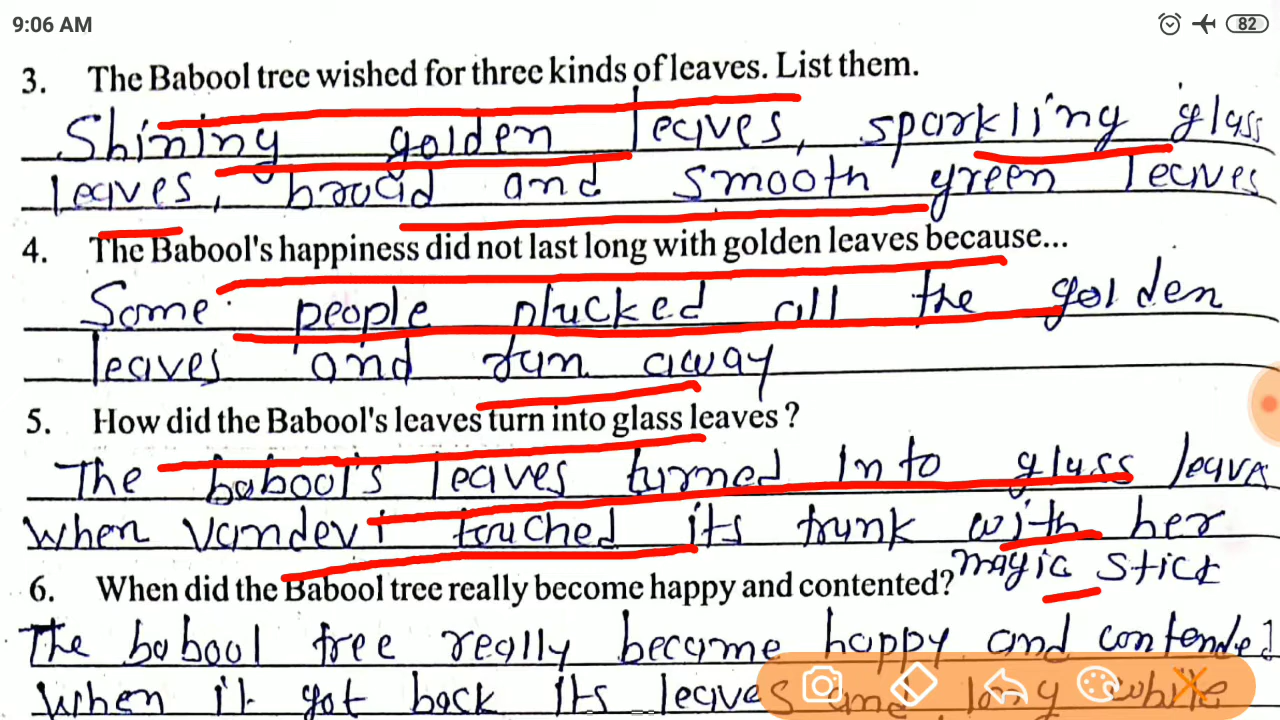 9:06 AM
82
3. The Babool tree wished for three kinds of leaves. List them.
Shining golden leaves, sparkling glass
leaves, broad and smooth green leaves
4. The Babool's happiness did not last long with golden leaves because...
Some people plucked all the golden
leaves and run away
5. How did the Babool's leaves turn into glass leaves ?
The babool's leaves turned into glass leave
when vandevi touched its trunk with her
magic stick
6. When did the Babool tree really become happy and contented?
The babool tree really became happy and contended
when it got back its leaves and long white